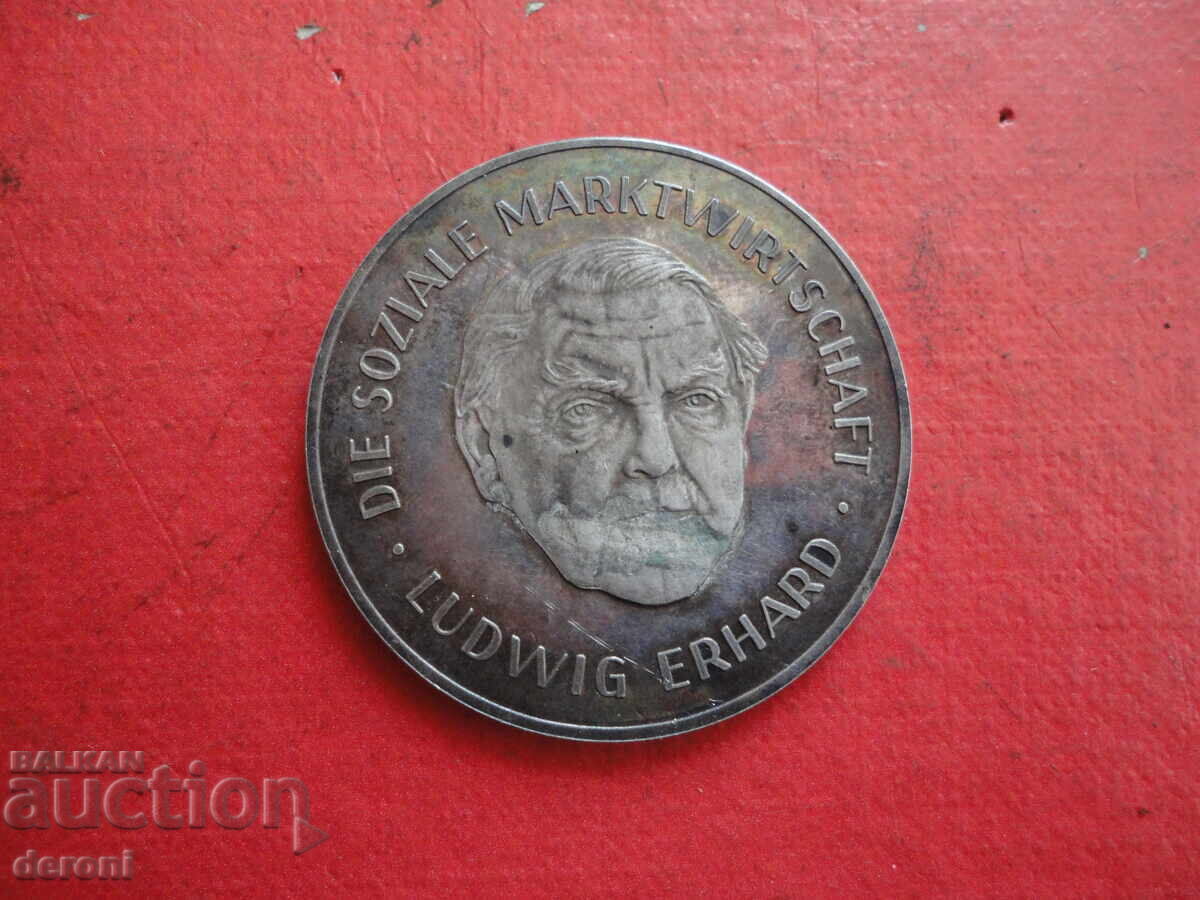 DIE SOZIALE MARKTWIRTSCHAFT ·
LUDWIG ERHARD ·
BALKAN
auction
deroni